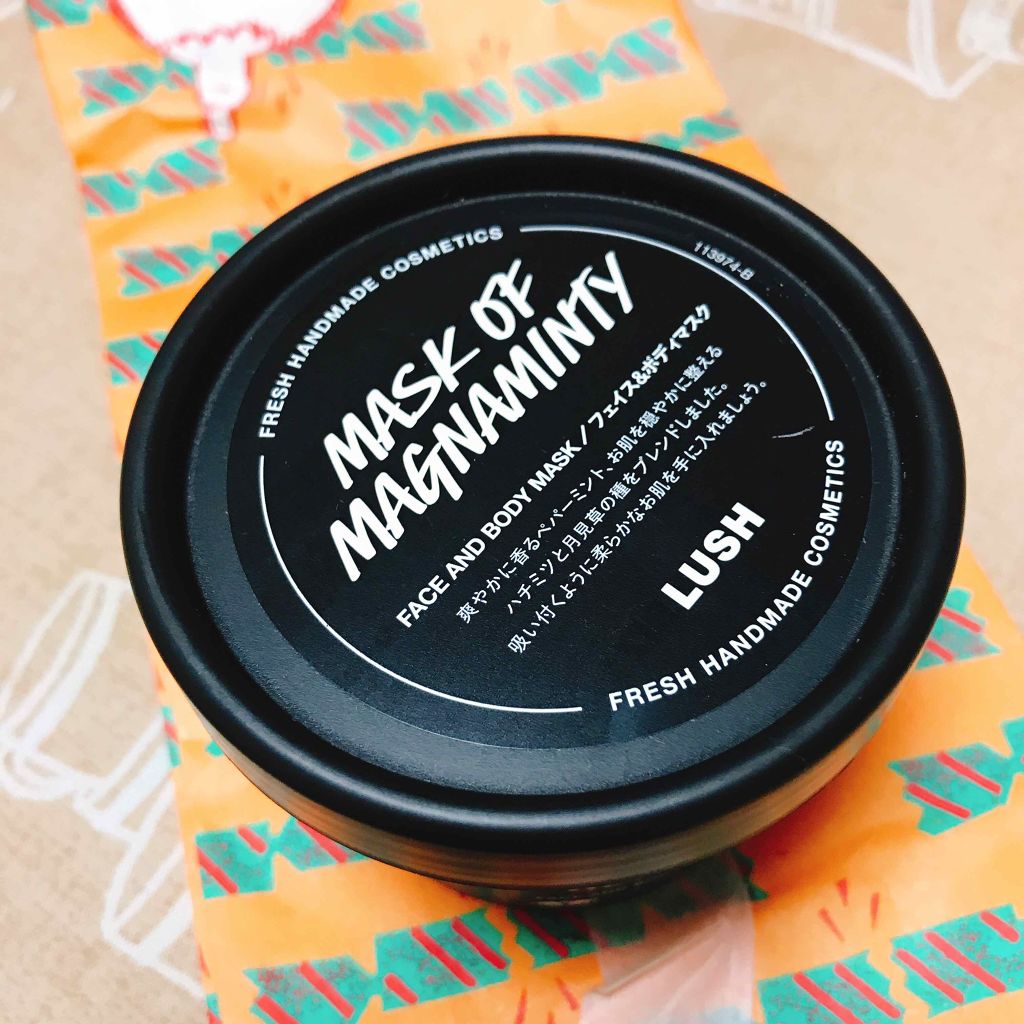 FRESH HANDMADE COSMETICS
113974-B
MASK OF
MAGNAMINTY
FACE AND BODY MASK / フェイス&ボディマスク
爽やかに香るペパーミント、お肌を穏やかに整える
ハチミツと月見草の種をブレンドしました。
吸い付くように柔らかなお肌を手に入れましょう。
LUSH
FRESH HANDMADE COSMETICS